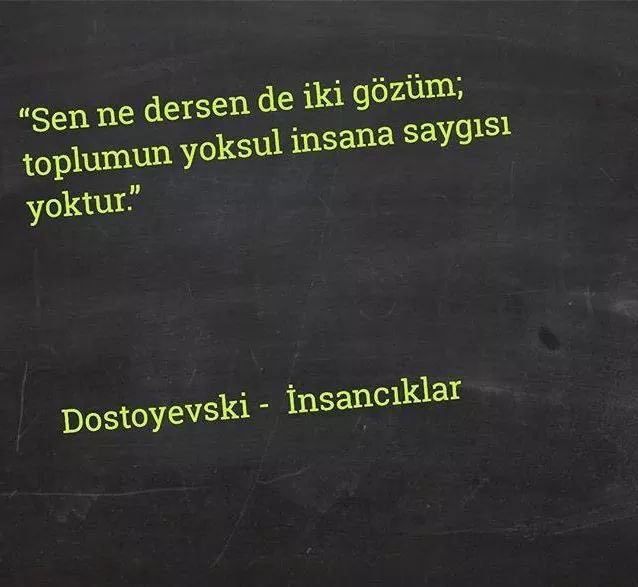 “Sen ne dersen de iki gözüm;
toplumun yoksul insana saygısı
yoktur.”
Dostoyevski - İnsancıklar